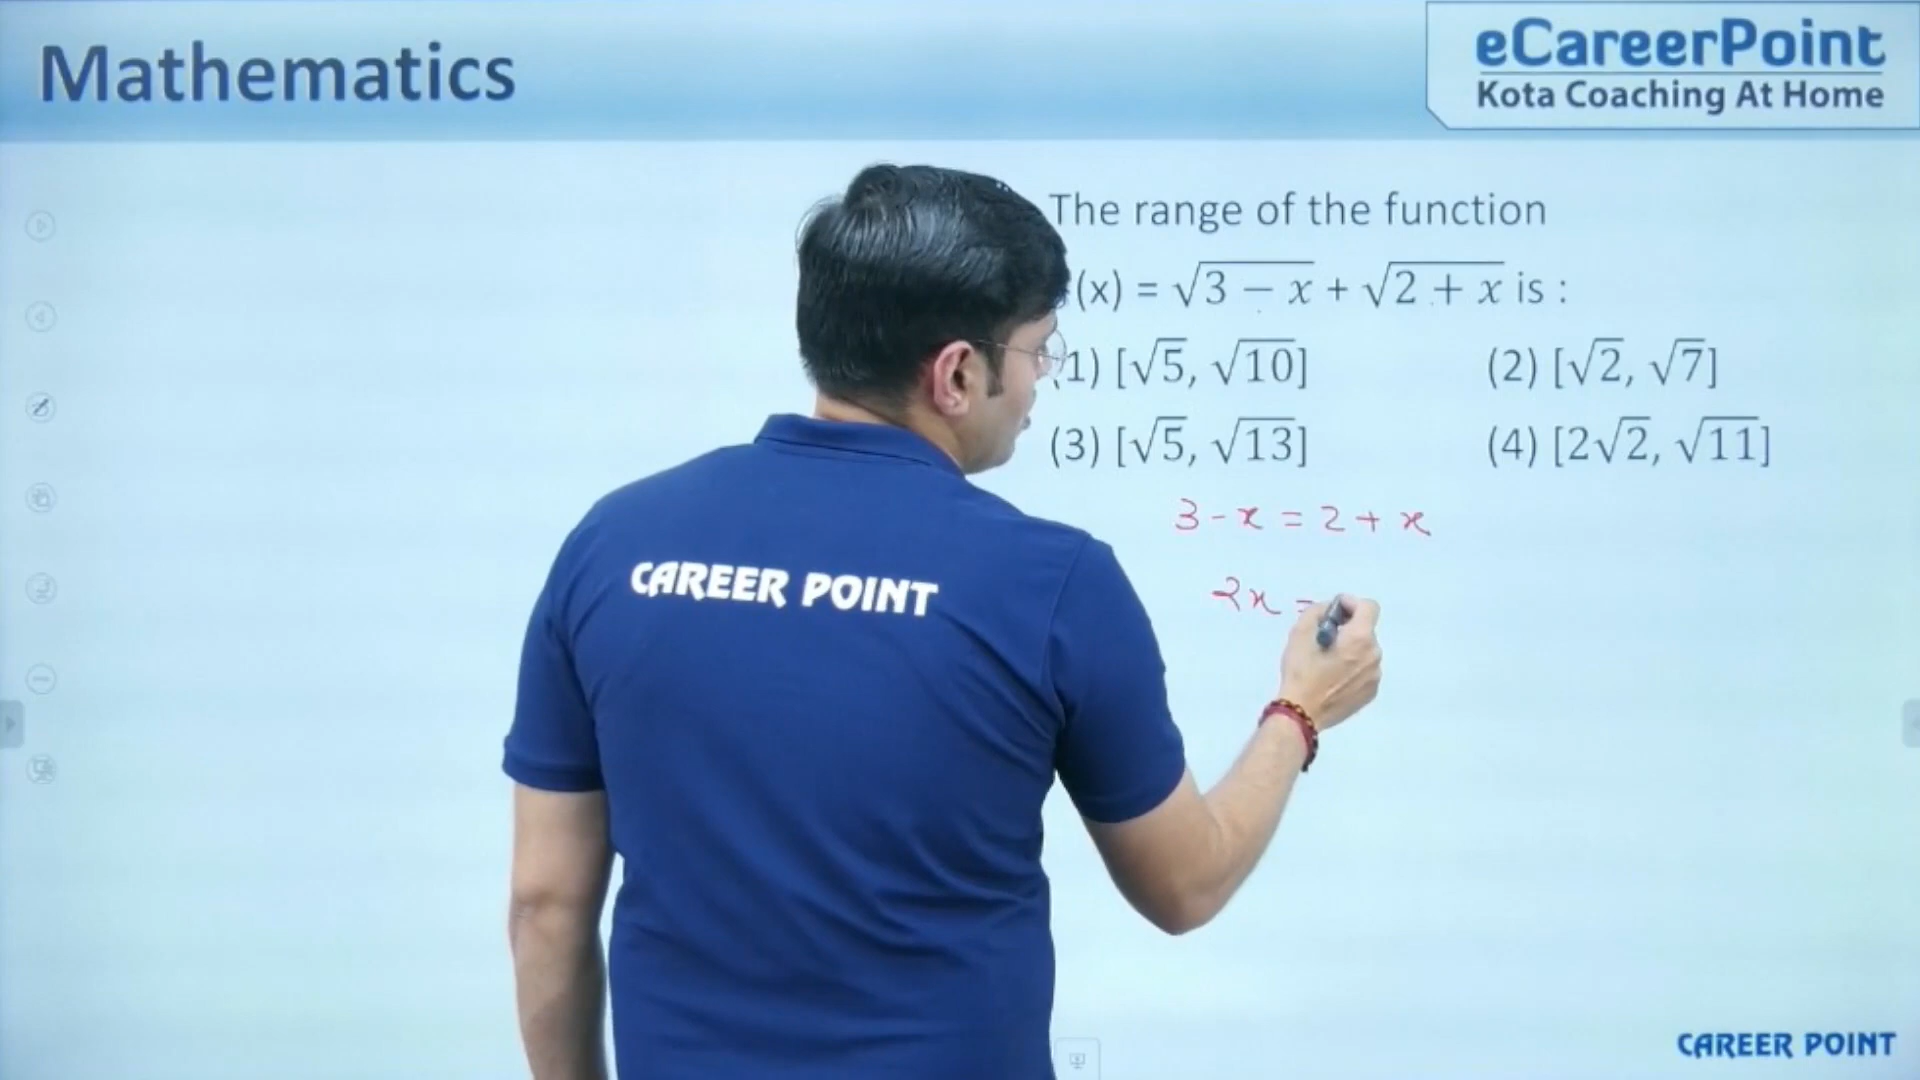 Mathematics
eCareerPoint
Kota Coaching At Home
The range of the function
(x) = √3 − x + √2 + x is :
1) [√5, √10]
(2) [√2, √7]
(3) [√5, √13]
(4) [2√2, √11]
3 - x = 2 + x
2x =
CAREER POINT
CAREER POINT